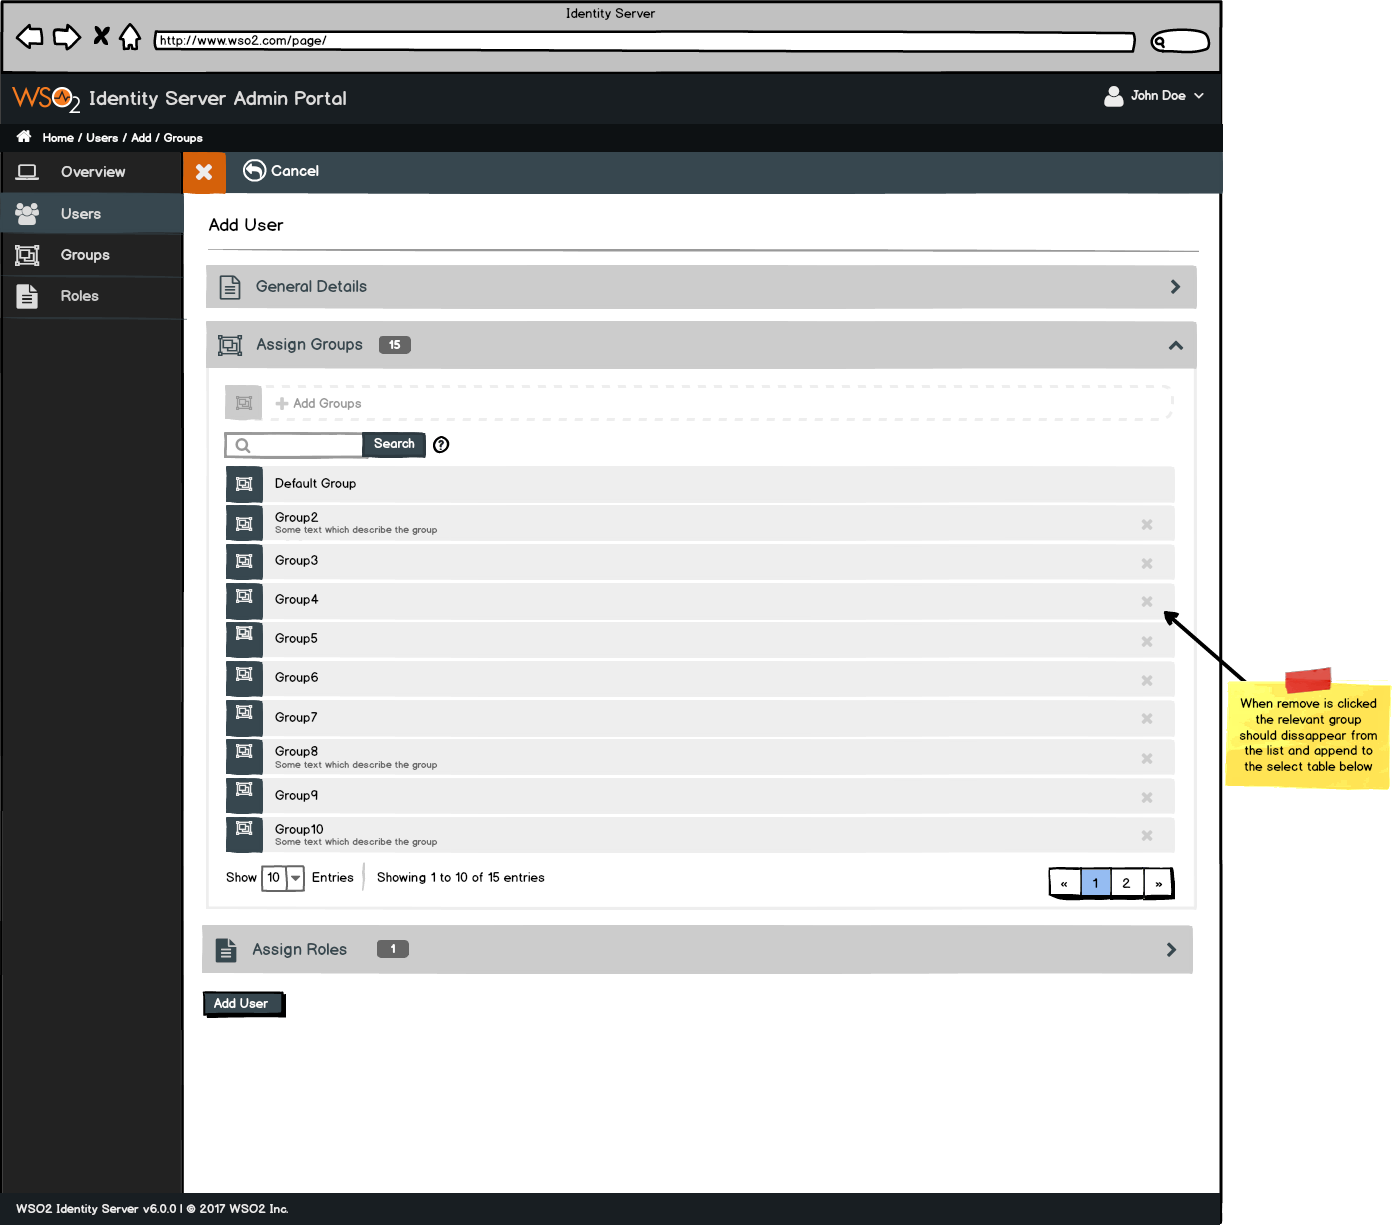 Identity Server
http://www.wso2.com/page/
WSO2 Identity Server Admin Portal
John Doe
Home / Users / Add / Groups
Overview
Cancel
Users
Add User
Groups
General Details
Roles
Assign Groups 15
Add Groups
Search ?
Default Group
Group2
Some text which describe the group
Group3
Group4
Group5
Group6
Group7
Group8
Some text which describe the group
Group9
Group10
Some text which describe the group
When remove is clicked
the relevant group
should dissappear from
the list and append to
the select table below
Show 10 Entries Showing 1 to 10 of 15 entries
« 1 2 »
Assign Roles 1
Add User
WSO2 Identity Server v6.0.0 | © 2017 WSO2 Inc.